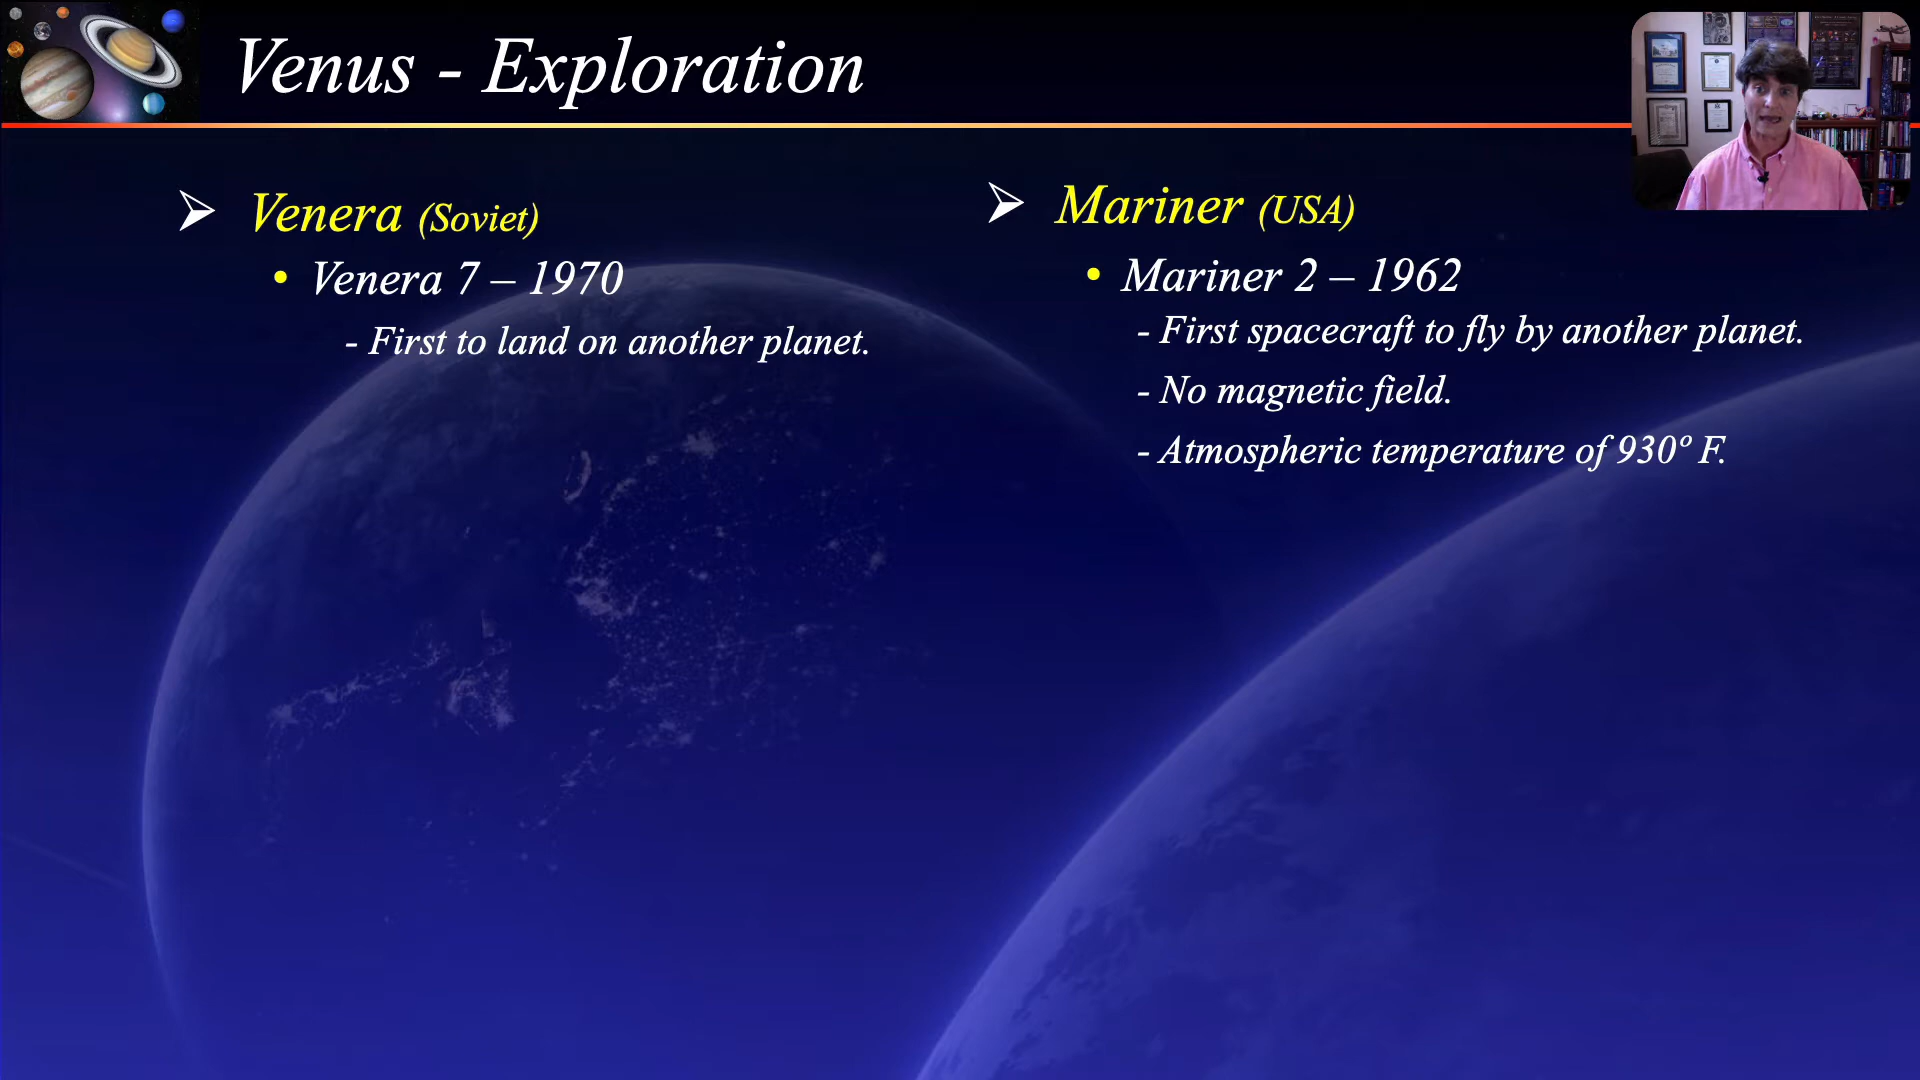 Venus - Exploration
Venera (Soviet)
• Venera 7 – 1970
- First to land on another planet.
Mariner (USA)
• Mariner 2 – 1962
- First spacecraft to fly by another planet.
- No magnetic field.
- Atmospheric temperature of 930º F.